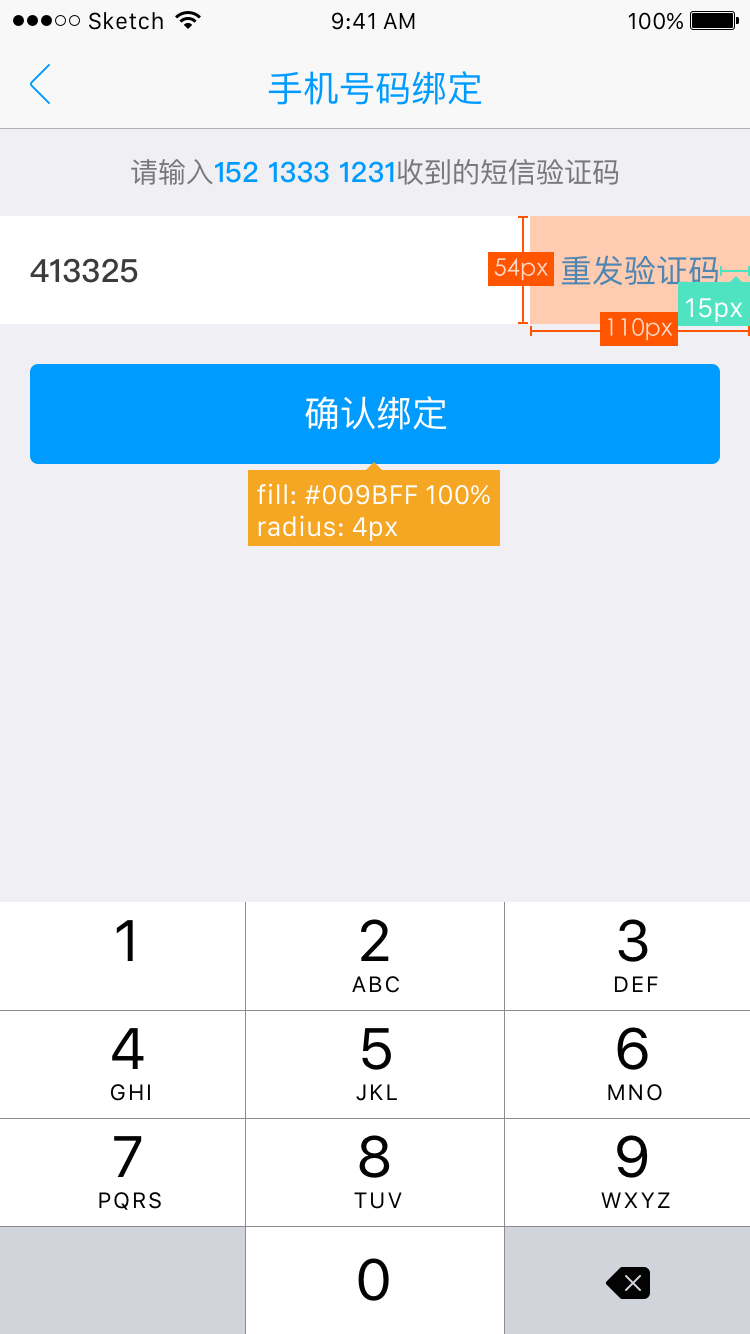 Sketch 9:41 AM 100%
手机号码绑定
请输入152 1333 1231收到的短信验证码
413325
54px
重发验证码
15px
110px
确认绑定
fill: #009BFF 100%
radius: 4px
1 2 3
ABC DEF
4 5 6
GHI JKL MNO
7 8 9
PQRS TUV WXYZ
0